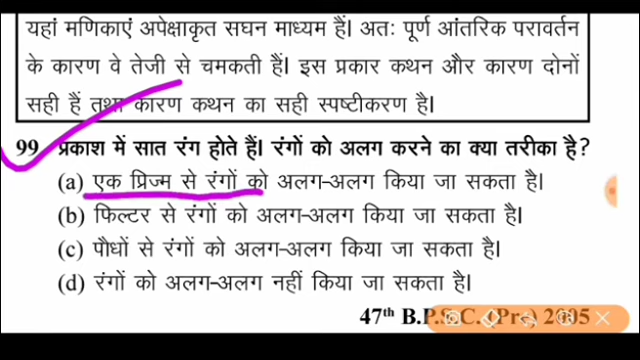 यहां मणिकाएं अपेक्षाकृत सघन माध्यम हैं। अतः पूर्ण आंतरिक परावर्तन
के कारण वे तेजी से चमकती हैं। इस प्रकार कथन और कारण दोनों
सही हैं तथा कारण कथन का सही स्पष्टीकरण है।
99. प्रकाश में सात रंग होते हैं। रंगों को अलग करने का क्या तरीका है?
(a) एक प्रिज्म से रंगों को अलग-अलग किया जा सकता है।
(b) फिल्टर से रंगों को अलग-अलग किया जा सकता है।
(c) पौधों से रंगों को अलग-अलग किया जा सकता है।
(d) रंगों को अलग-अलग नहीं किया जा सकता है।
47th B.P.S.C. (Pre) 2005